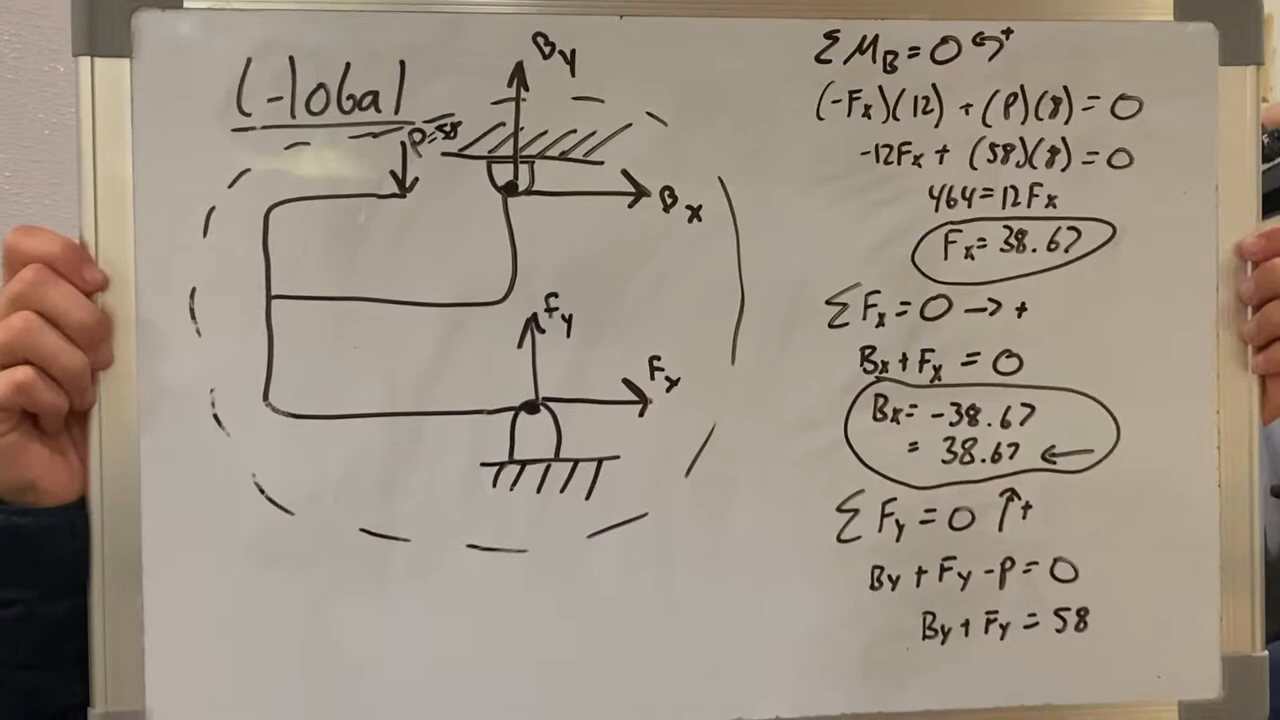 Global
P=58
By
Bx
Fy
Fx
ΣMB=0 ↶+
(-Fx)(12) + (P)(8) = 0
-12Fx + (58)(8) = 0
464=12Fx
Fx= 38.67
ΣFx=0 → +
Bx+Fx = 0
Bx= -38.67
= 38.67 ←
ΣFy=0 ↑+
By + Fy - P = 0
By + Fy = 58